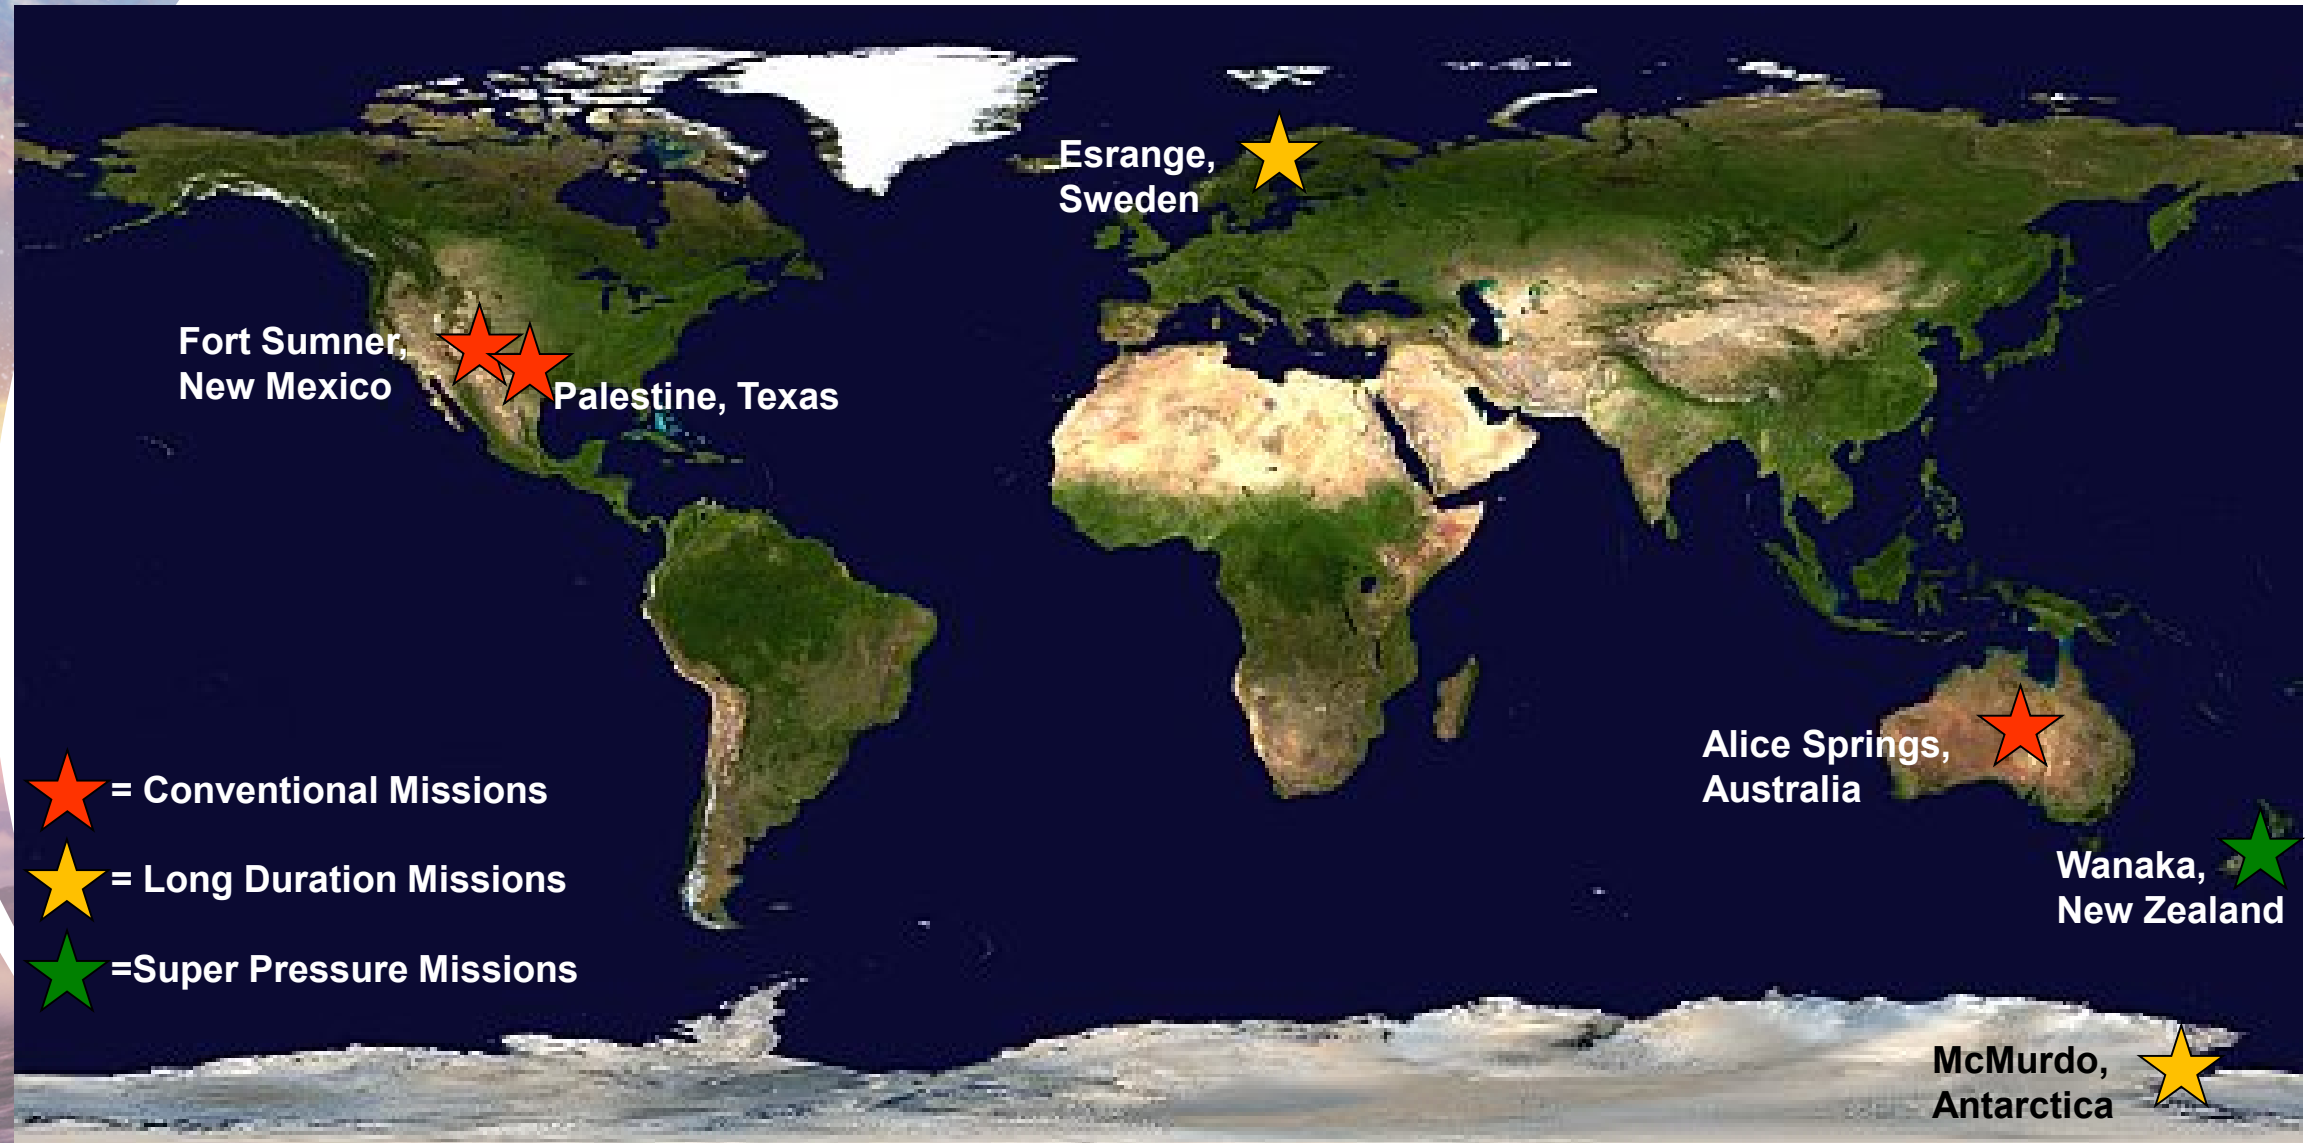 Esrange,
Sweden
Fort Sumner,
New Mexico
Palestine, Texas
Alice Springs,
Australia
= Conventional Missions
= Long Duration Missions
=Super Pressure Missions
Wanaka,
New Zealand
McMurdo,
Antarctica